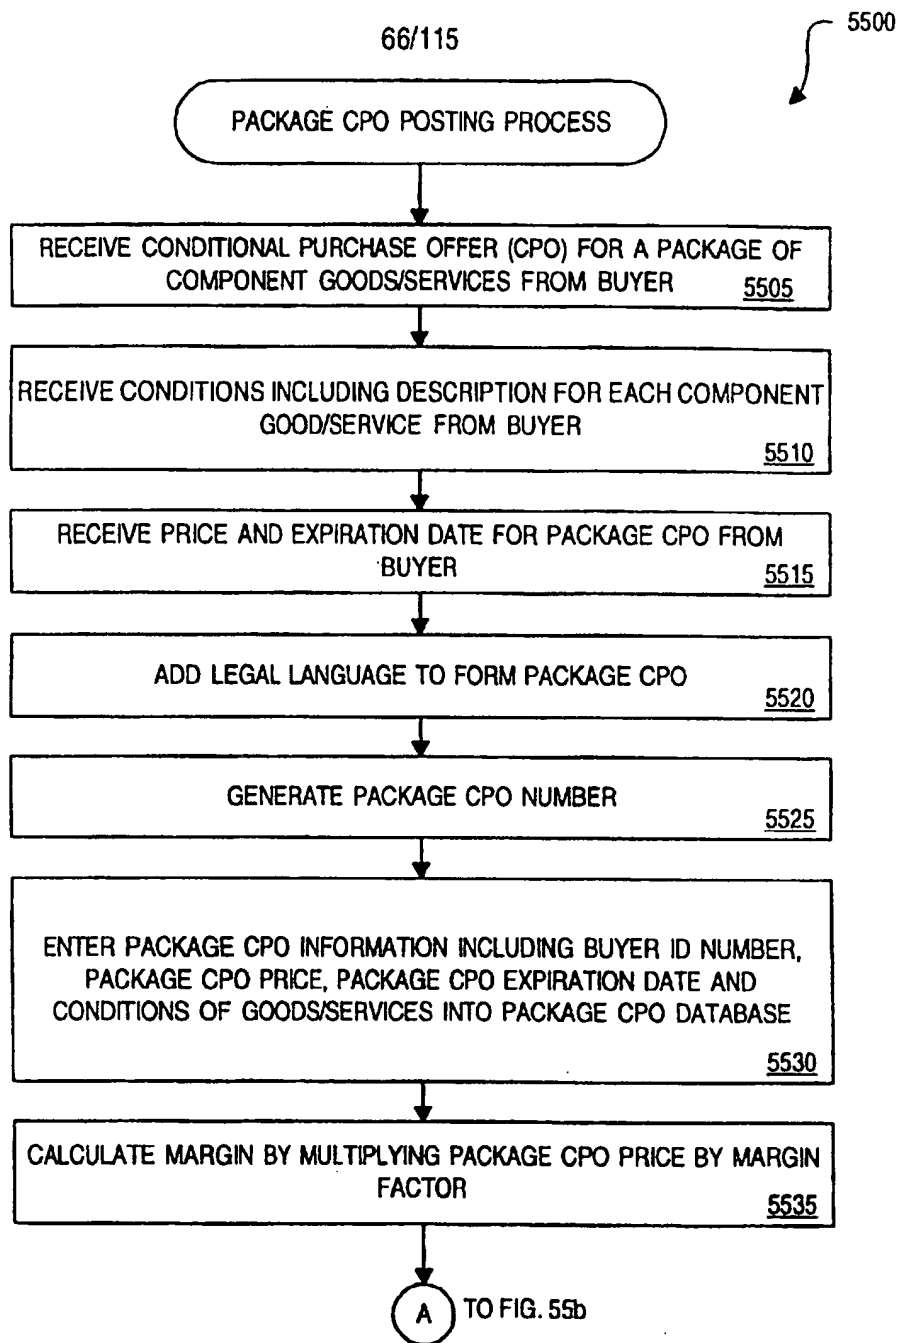 5500
66/115
PACKAGE CPO POSTING PROCESS
RECEIVE CONDITIONAL PURCHASE OFFER (CPO) FOR A PACKAGE OF
COMPONENT GOODS/SERVICES FROM BUYER 5505
RECEIVE CONDITIONS INCLUDING DESCRIPTION FOR EACH COMPONENT
GOOD/SERVICE FROM BUYER
5510
RECEIVE PRICE AND EXPIRATION DATE FOR PACKAGE CPO FROM
BUYER 5515
ADD LEGAL LANGUAGE TO FORM PACKAGE CPO
5520
GENERATE PACKAGE CPO NUMBER
5525
ENTER PACKAGE CPO INFORMATION INCLUDING BUYER ID NUMBER,
PACKAGE CPO PRICE, PACKAGE CPO EXPIRATION DATE AND
CONDITIONS OF GOODS/SERVICES INTO PACKAGE CPO DATABASE
5530
CALCULATE MARGIN BY MULTIPLYING PACKAGE CPO PRICE BY MARGIN
FACTOR 5535
A TO FIG. 55b